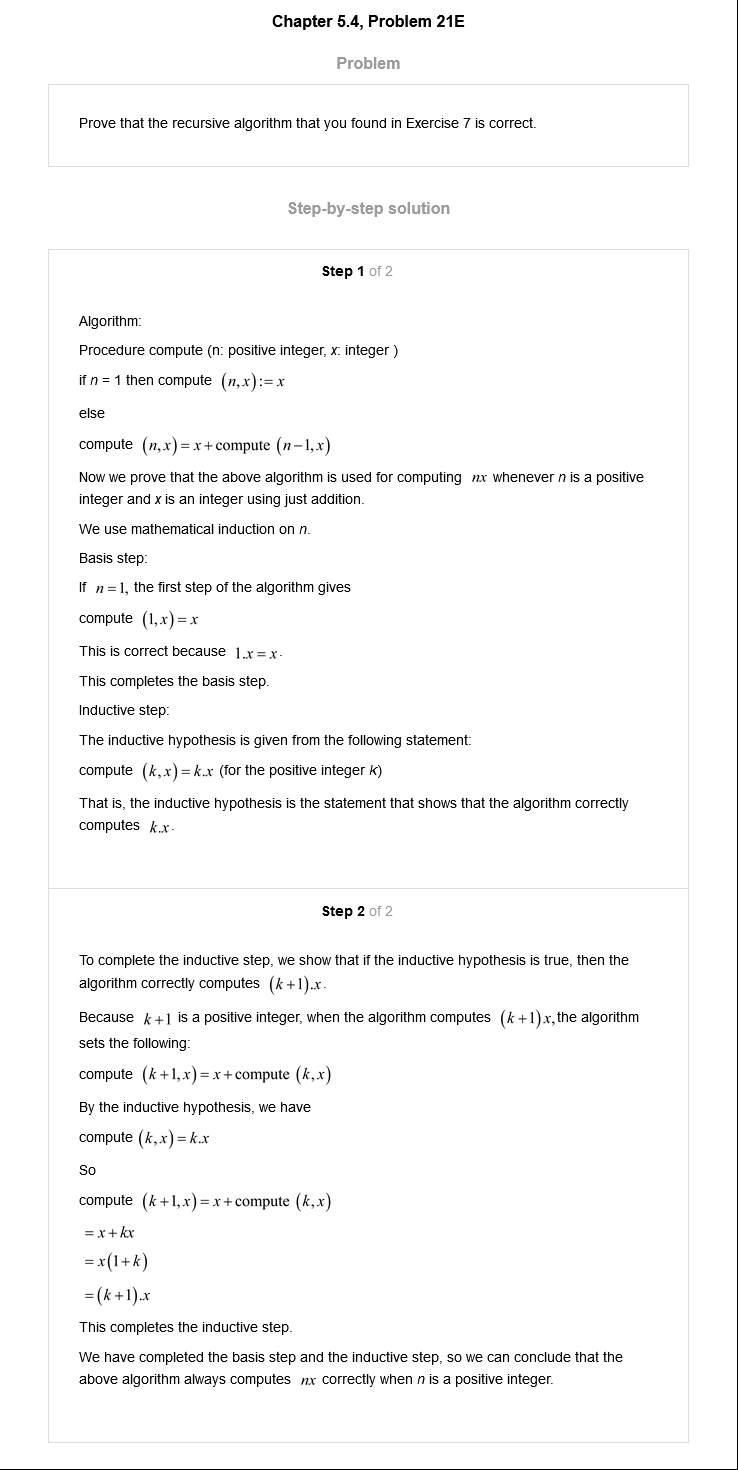 Chapter 5.4, Problem 21E
Problem
Prove that the recursive algorithm that you found in Exercise 7 is correct.
Step-by-step solution
Step 1 of 2
Algorithm:
Procedure compute (n: positive integer, x: integer )
if n = 1 then compute (n,x):= x
else
compute (n,x)= x+compute (n−1,x)
Now we prove that the above algorithm is used for computing nx whenever n is a positive
integer and x is an integer using just addition.
We use mathematical induction on n.
Basis step:
If n=1, the first step of the algorithm gives
compute (1,x)= x
This is correct because 1.x = x.
This completes the basis step.
Inductive step:
The inductive hypothesis is given from the following statement:
compute (k,x)=k.x (for the positive integer k)
That is, the inductive hypothesis is the statement that shows that the algorithm correctly
computes k.x.
Step 2 of 2
To complete the inductive step, we show that if the inductive hypothesis is true, then the
algorithm correctly computes (k+1).x.
Because k+1 is a positive integer, when the algorithm computes (k+1)x,the algorithm
sets the following:
compute (k+1,x)= x+compute (k,x)
By the inductive hypothesis, we have
compute (k,x)=k.x
So
compute (k+1,x)= x+compute (k,x)
= x+kx
= x(1+k)
=(k+1).x
This completes the inductive step.
We have completed the basis step and the inductive step, so we can conclude that the
above algorithm always computes nx correctly when n is a positive integer.